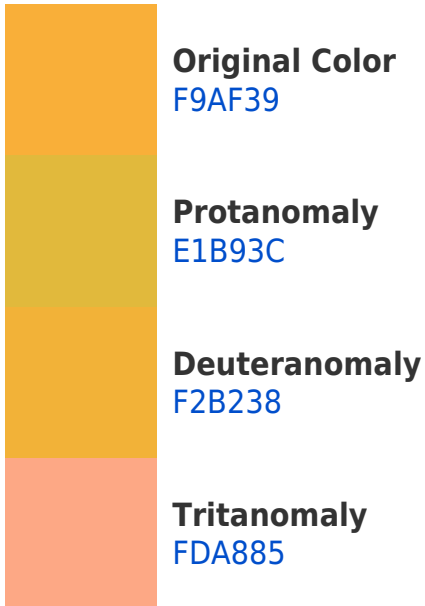 Original Color
F9AF39
Protanomaly
E1B93C
Deuteranomaly
F2B238
Tritanomaly
FDA885